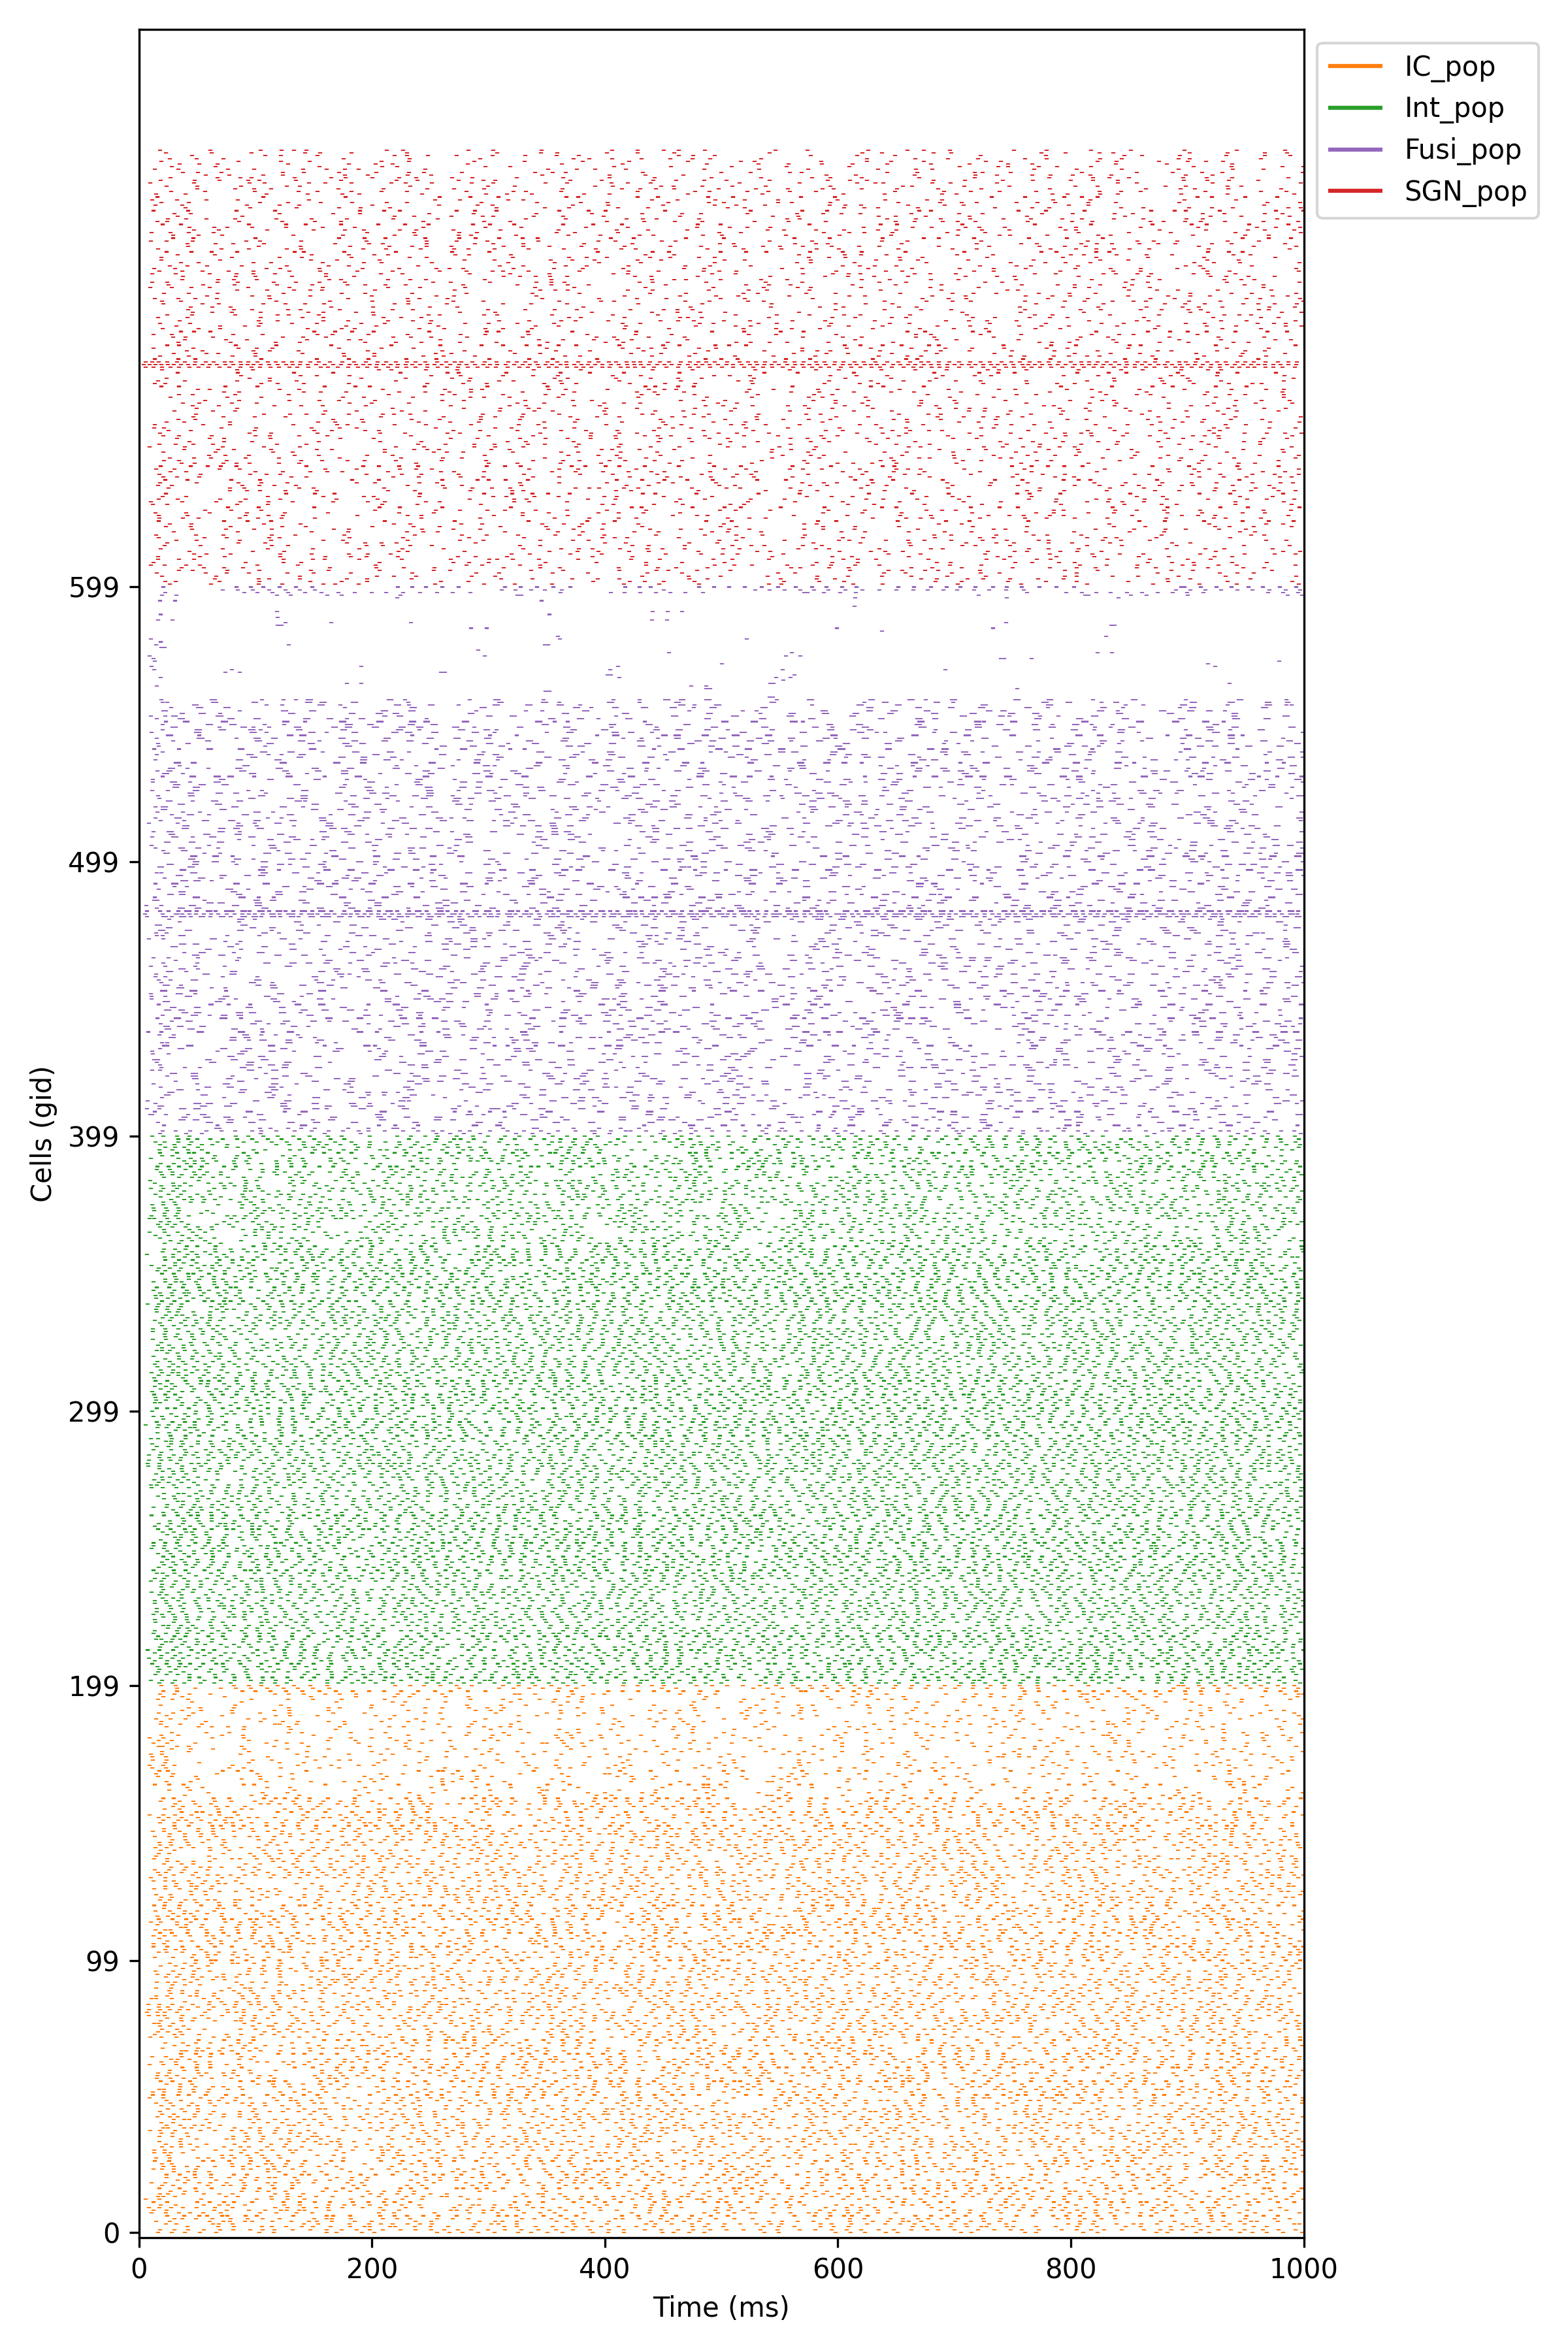 IC_pop
Int_pop
Fusi_pop
SGN_pop
599
499
399
299
199
99
0
Cells (gid)
0 200 400 600 800 1000
Time (ms)